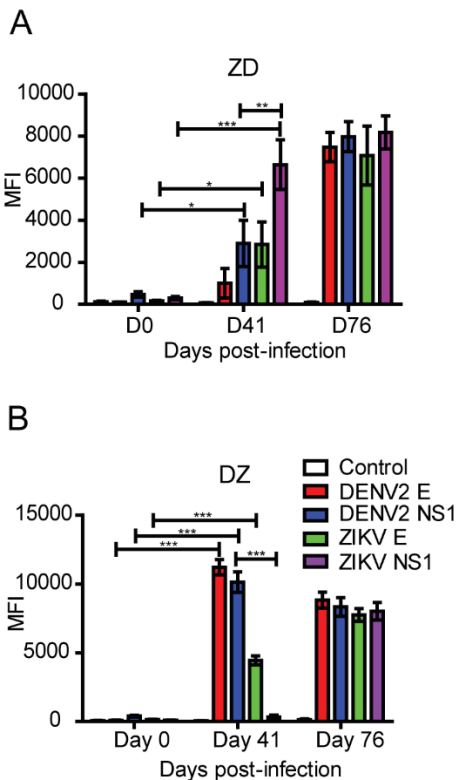 A
ZD
10000
8000
6000
4000
2000
0
MFI
**
***
*
*
D0 D41 D76
Days post-infection
B
DZ
Control
DENV2 E
DENV2 NS1
ZIKV E
ZIKV NS1
15000
10000
5000
0
MFI
***
***
***
***
Day 0 Day 41 Day 76
Days post-infection